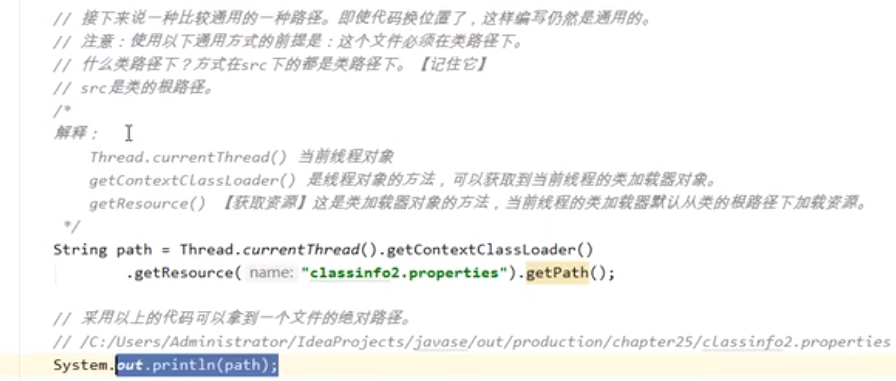 // 接下来说一种比较通用的一种路径。即使代码换位置了，这样编写仍然是通用的。
// 注意：使用以下通用方式的前提是：这个文件必须在类路径下。
// 什么类路径下？方式在src下的都是类路径下。【记住它】
// src是类的根路径。
/*
解释：
Thread.currentThread() 当前线程对象
getContextClassLoader() 是线程对象的方法，可以获取到当前线程的类加载器对象。
getResource() 【获取资源】这是类加载器对象的方法，当前线程的类加载器默认从类的根路径下加载资源。
*/
String path = Thread.currentThread().getContextClassLoader()
.getResource( name: "classinfo2.properties").getPath();
// 采用以上的代码可以拿到一个文件的绝对路径。
// /C:/Users/Administrator/IdeaProjects/javase/out/production/chapter25/classinfo2.properties
System.out.println(path);